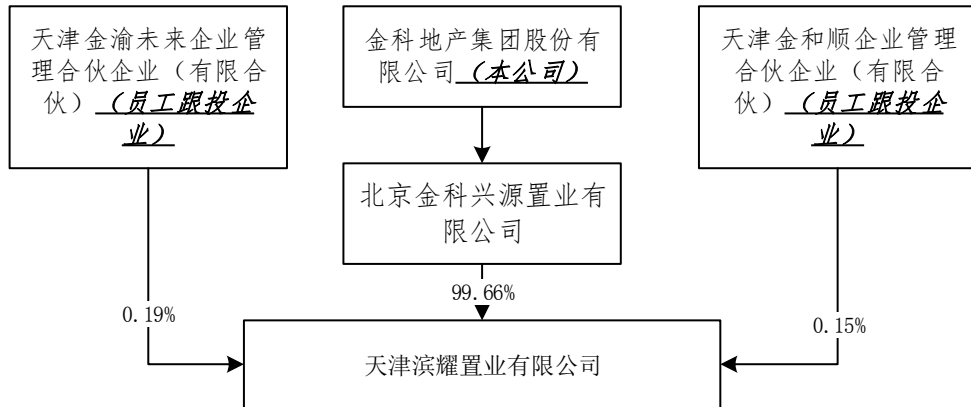 天津金渝未来企业管
理合伙企业（有限合
伙）（员工跟投企
业）
金科地产集团股份有
限公司（本公司）
天津金和顺企业管理
合伙企业（有限合
伙）（员工跟投企
业）
北京金科兴源置业有
限公司
0.19%
99.66%
0.15%
天津滨耀置业有限公司